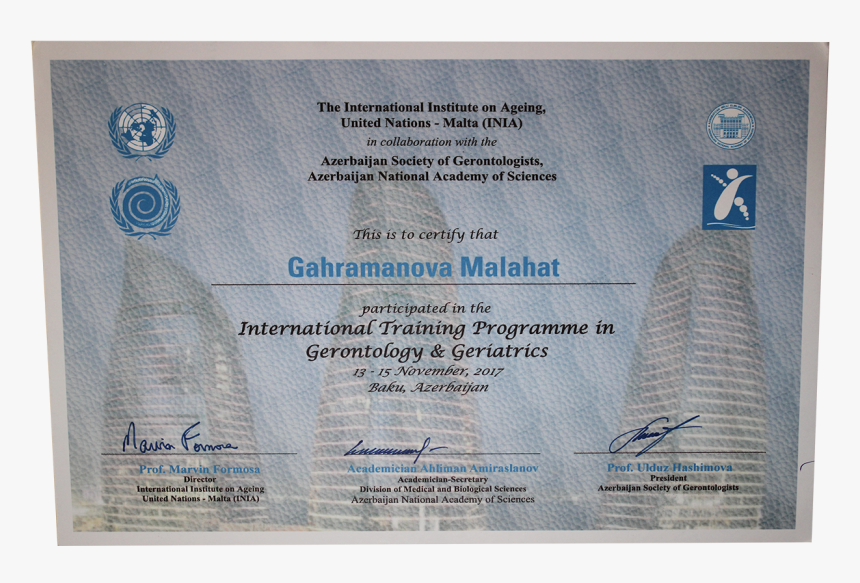 The International Institute on Ageing,
United Nations - Malta (INIA)
in collaboration with the
Azerbaijan Society of Gerontologists,
Azerbaijan National Academy of Sciences
This is to certify that
Gahramanova Malahat
participated in the
International Training Programme in
Gerontology & Geriatrics
13 - 15 November, 2017
Baku, Azerbaijan
Marvin Formosa
Prof. Marvin Formosa
Director
International Institute on Ageing
United Nations - Malta (INIA)
Academician Ahliman Amiraslanov
Academician-Secretary
Division of Medical and Biological Sciences
Azerbaijan National Academy of Sciences
Prof. Ulduz Hashimova
President
Azerbaijan Society of Gerontologists